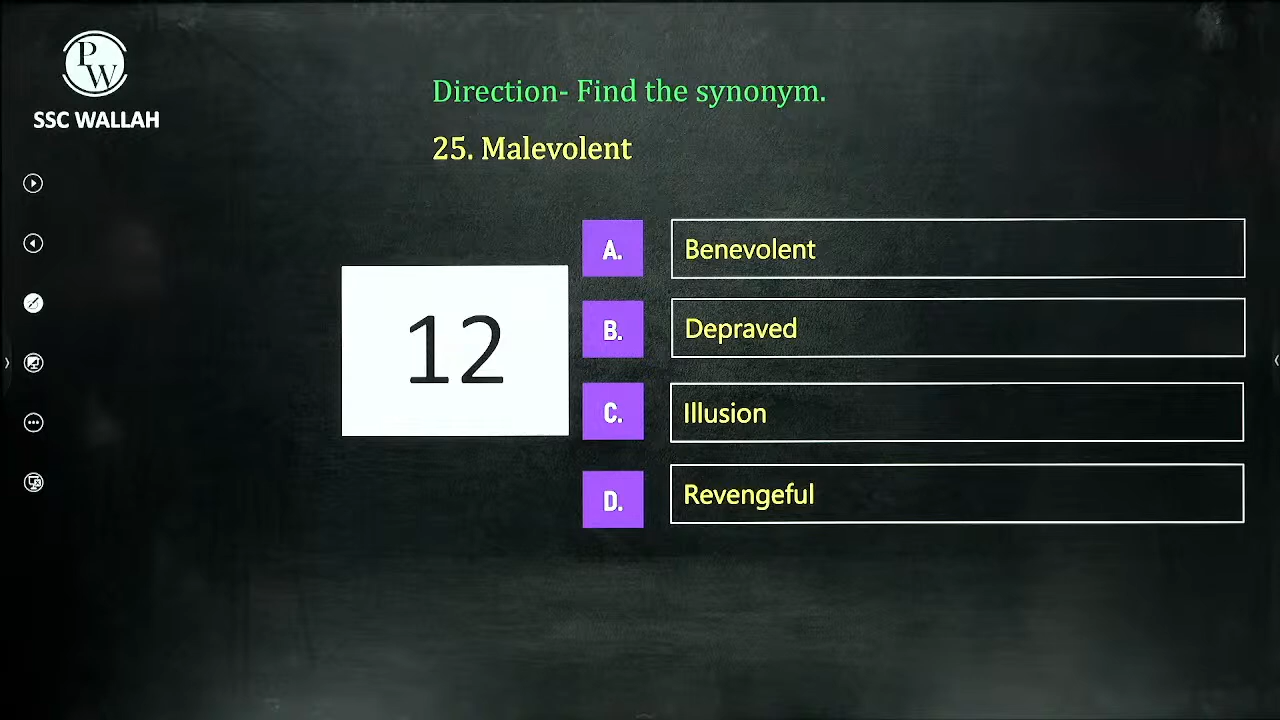 PW
SSC WALLAH
Direction- Find the synonym.
25. Malevolent
12
A. Benevolent
B. Depraved
C. Illusion
D. Revengeful